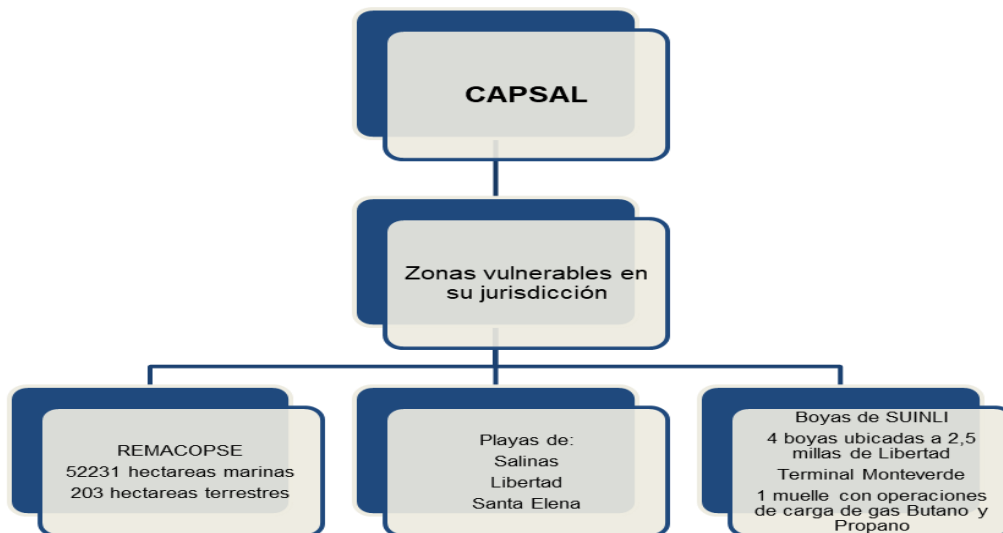 CAPSAL
Zonas vulnerables en
su jurisdicción
REMACOPSE
52231 hectareas marinas
203 hectareas terrestres
Playas de:
Salinas
Libertad
Santa Elena
Boyas de SUINLI
4 boyas ubicadas a 2,5
millas de Libertad
Terminal Monteverde
1 muelle con operaciones
de carga de gas Butano y
Propano